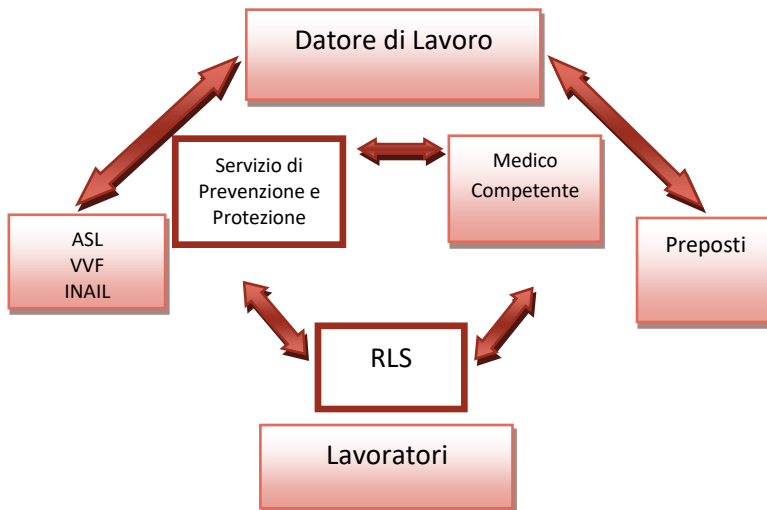 Datore di Lavoro
Servizio di
Prevenzione e
Protezione
Medico
Competente
ASL
VVF
INAIL
Preposti
RLS
Lavoratori